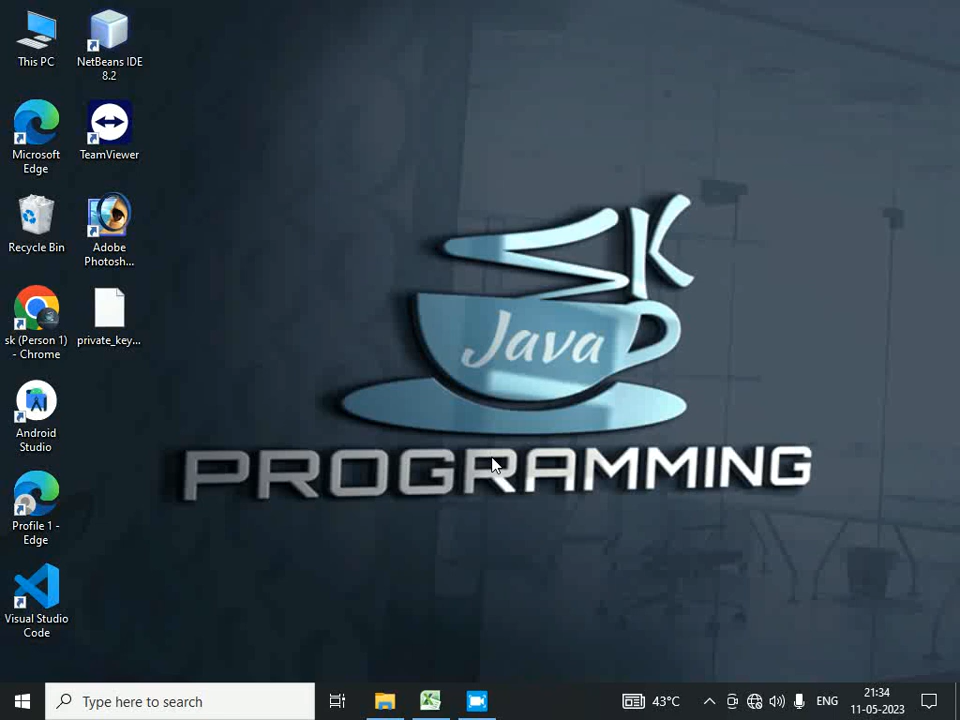 This PC
NetBeans IDE
8.2
Microsoft
Edge
TeamViewer
Recycle Bin
Adobe
Photosh...
sk (Person 1)
- Chrome
private_key...
Android
Studio
Profile 1 -
Edge
Visual Studio
Code
SK
Java
PROGRAMMING
Type here to search
43°C
ENG
21:34
11-05-2023